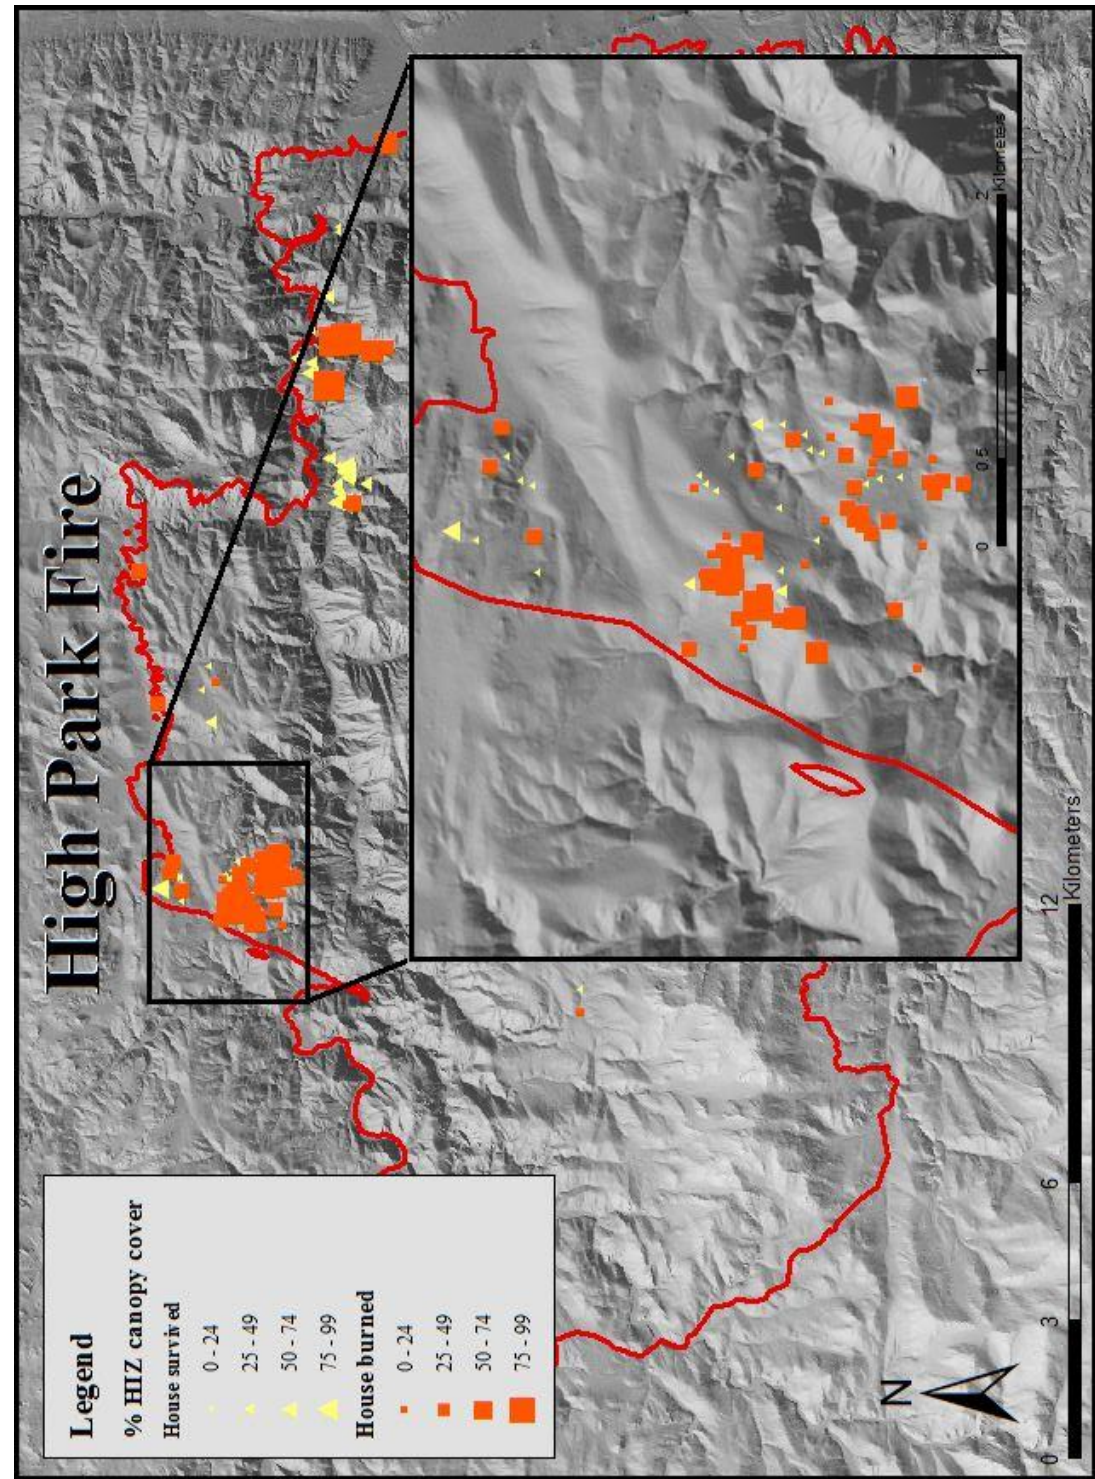 High Park Fire
Legend
% HIZ canopy cover
House survived
0 - 24
25 - 49
50 - 74
75 - 99
House burned
0 - 24
25 - 49
50 - 74
75 - 99
0 0.5 1 2
Kilometers
N
0 3 6 12
Kilometers